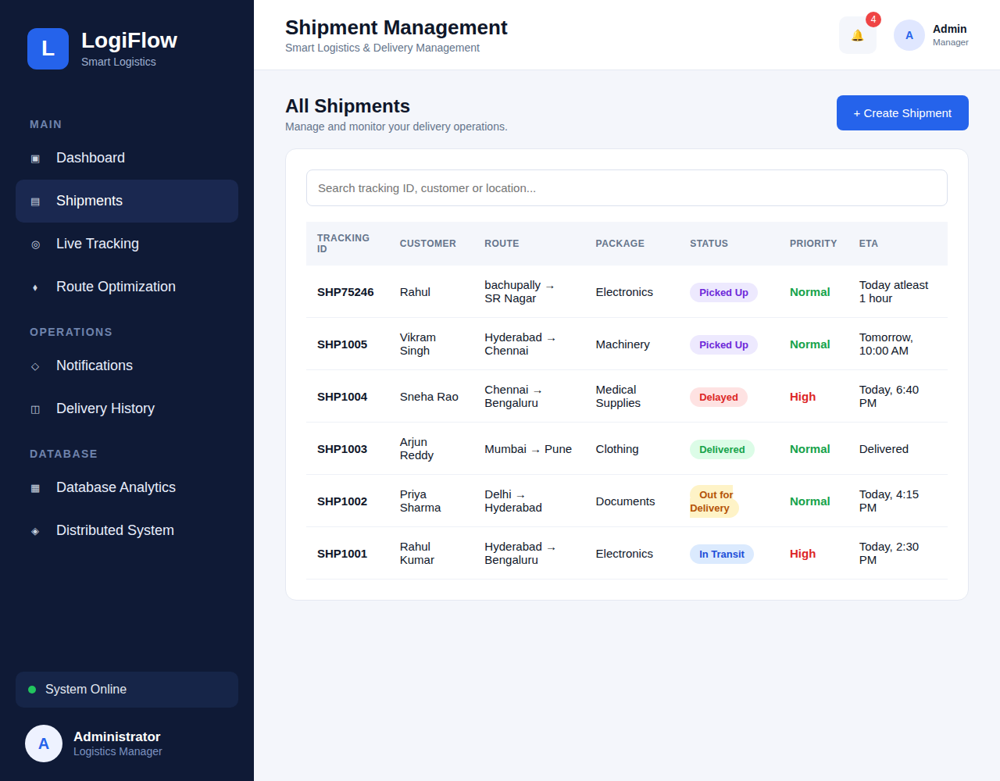 L
LogiFlow
Smart Logistics
MAIN
Dashboard
Shipments
Live Tracking
Route Optimization
OPERATIONS
Notifications
Delivery History
DATABASE
Database Analytics
Distributed System
System Online
A
Administrator
Logistics Manager
Shipment Management
Smart Logistics & Delivery Management
4
A
Admin
Manager
All Shipments
Manage and monitor your delivery operations.
+ Create Shipment
Search tracking ID, customer or location...
TRACKING ID CUSTOMER ROUTE PACKAGE STATUS PRIORITY ETA
SHP75246 Rahul bachupally → SR Nagar Electronics Picked Up Normal Today atleast 1 hour
SHP1005 Vikram Singh Hyderabad → Chennai Machinery Picked Up Normal Tomorrow, 10:00 AM
SHP1004 Sneha Rao Chennai → Bengaluru Medical Supplies Delayed High Today, 6:40 PM
SHP1003 Arjun Reddy Mumbai → Pune Clothing Delivered Normal Delivered
SHP1002 Priya Sharma Delhi → Hyderabad Documents Out for Delivery Normal Today, 4:15 PM
SHP1001 Rahul Kumar Hyderabad → Bengaluru Electronics In Transit High Today, 2:30 PM